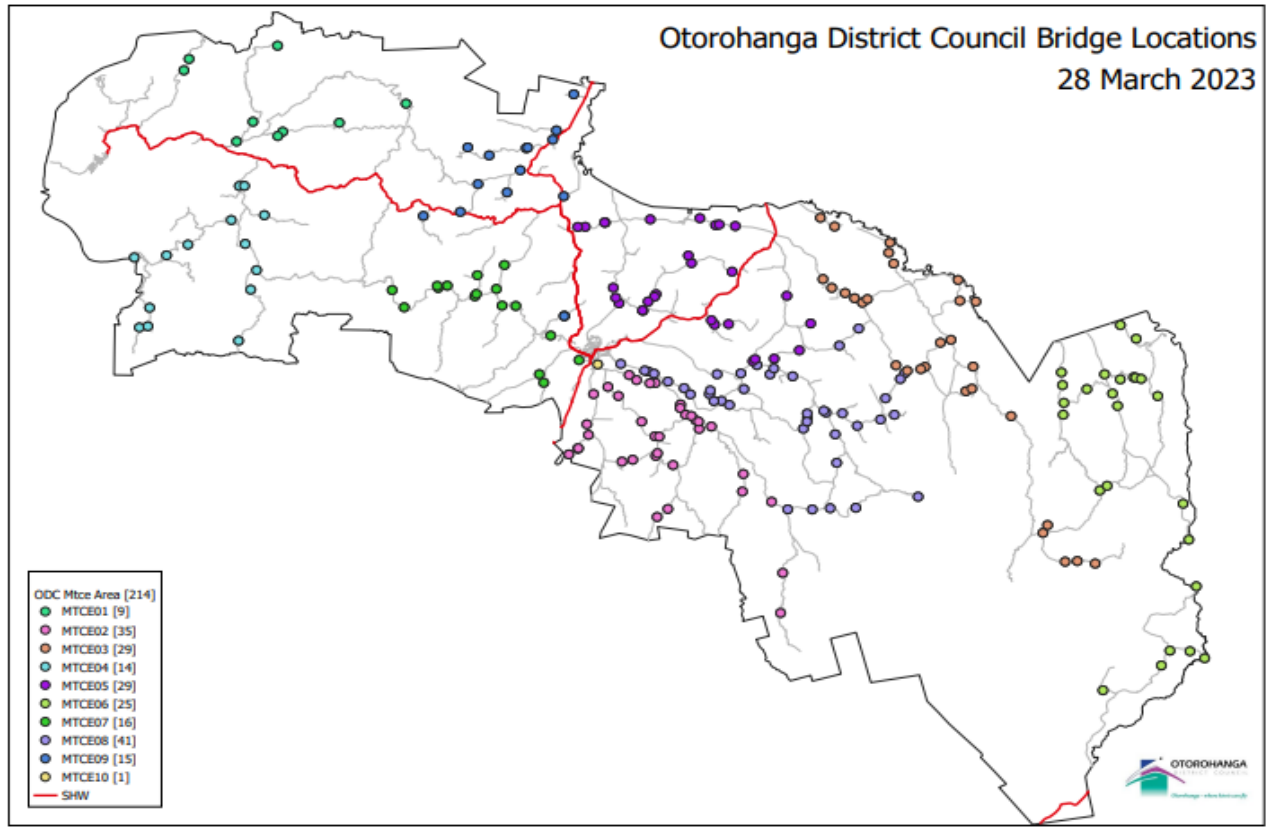 Otorohanga District Council Bridge Locations
28 March 2023
ODC Mtce Area [214]
MTCE01 [9]
MTCE02 [35]
MTCE03 [29]
MTCE04 [14]
MTCE05 [29]
MTCE06 [25]
MTCE07 [16]
MTCE08 [41]
MTCE09 [15]
MTCE10 [1]
SHW
OTOROHANGA
DISTRICT COUNCIL